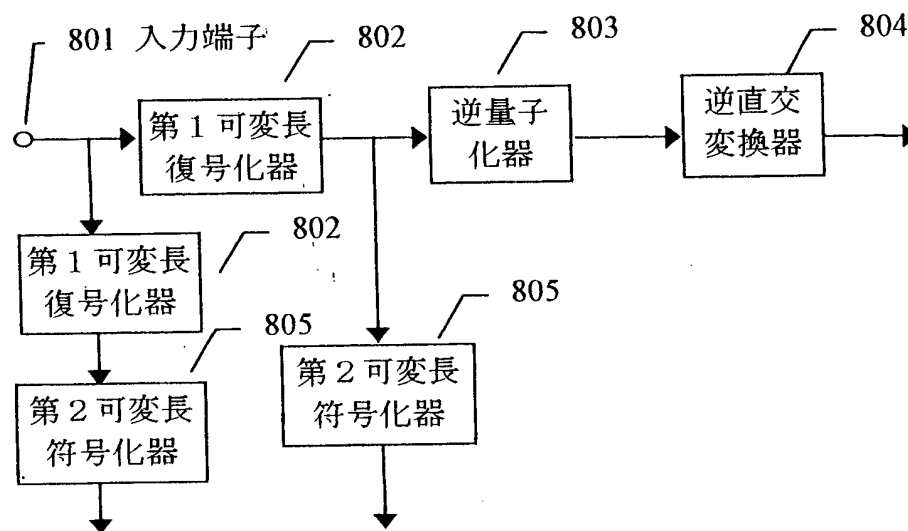 801 入力端子
802
803
804
第1可変長
復号化器
逆量子
化器
逆直交
変換器
802
第1可変長
復号化器
805
805
第2可変長
符号化器
第2可変長
符号化器